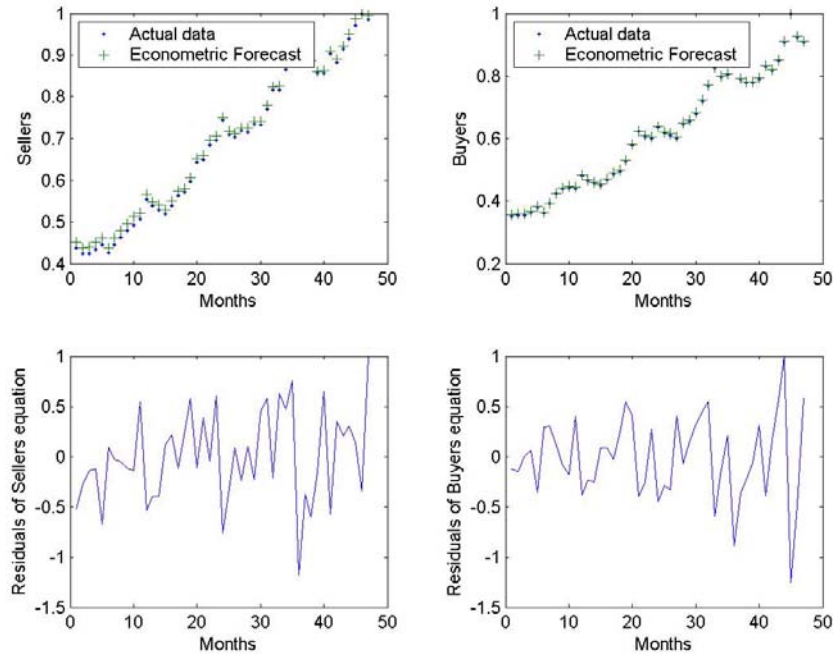 1
0.9
0.8
0.7
0.6
0.5
0.4
Sellers
Actual data
Econometric Forecast
0 10 20 30 40 50
Months
1
0.8
0.6
0.4
0.2
Buyers
Actual data
Econometric Forecast
0 10 20 30 40 50
Months
1
0.5
0
-0.5
-1
-1.5
Residuals of Sellers equation
0 10 20 30 40 50
Months
1
0.5
0
-0.5
-1
-1.5
Residuals of Buyers equation
0 10 20 30 40 50
Months